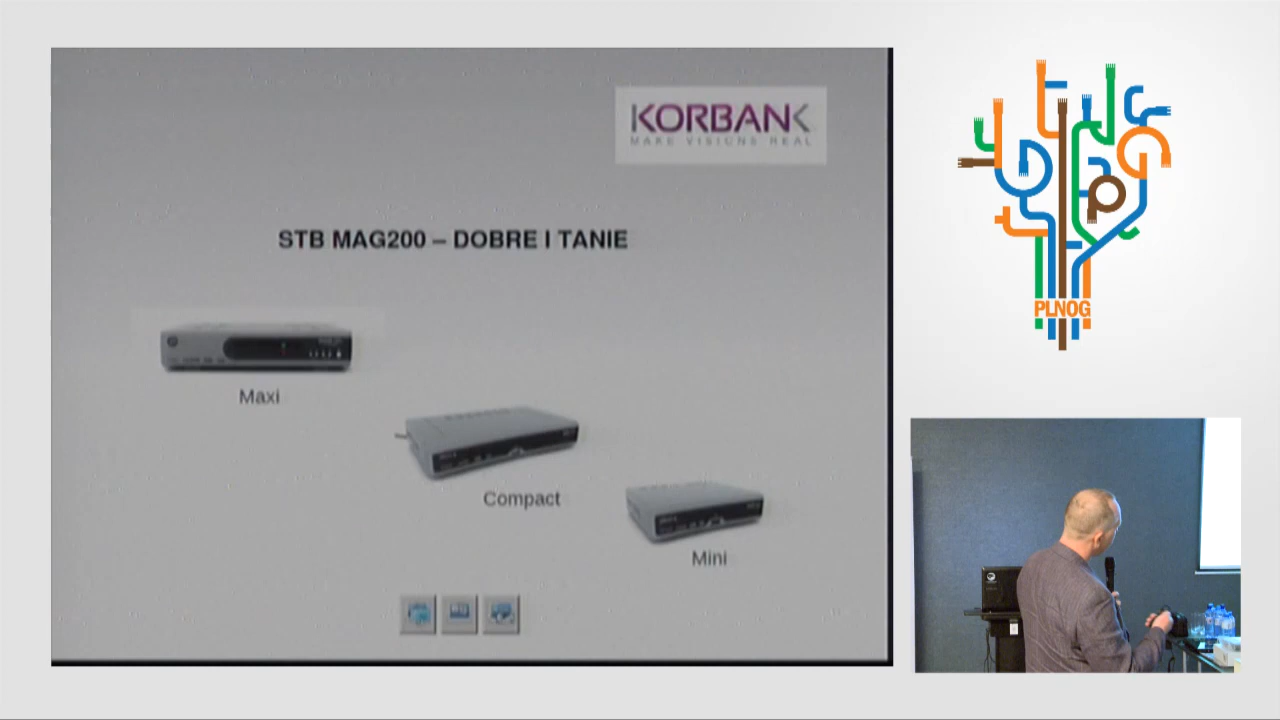 KORBANK
MAKE VISIONS REAL
STB MAG200 – DOBRE I TANIE
Maxi
Compact
Mini
PLNOG